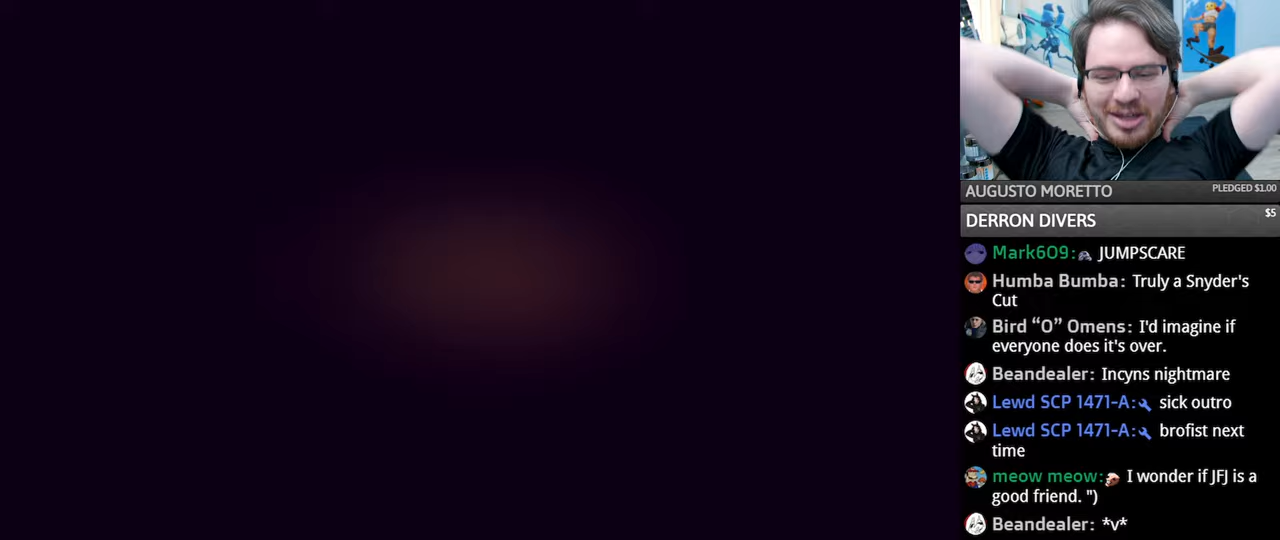 AUGUSTO MORETTO PLEDGED $1.00
DERRON DIVERS $5
Mark609: JUMPSCARE
Humba Bumba: Truly a Snyder's
Cut
Bird “O” Omens: I'd imagine if
everyone does it's over.
Beandealer: Incyns nightmare
Lewd SCP 1471-A: sick outro
Lewd SCP 1471-A: brofist next
time
meow meow: I wonder if JFJ is a
good friend. ")
Beandealer: *v*